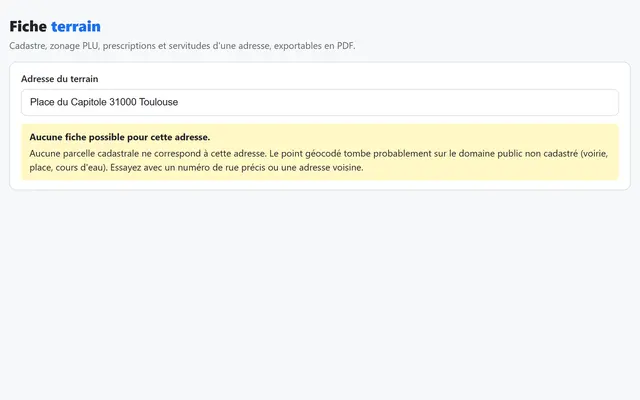 Fiche terrain
Cadastre, zonage PLU, prescriptions et servitudes d'une adresse, exportables en PDF.
Adresse du terrain
Place du Capitole 31000 Toulouse
Aucune fiche possible pour cette adresse.
Aucune parcelle cadastrale ne correspond à cette adresse. Le point géocodé tombe probablement sur le domaine public non cadastré (voirie,
place, cours d'eau). Essayez avec un numéro de rue précis ou une adresse voisine.